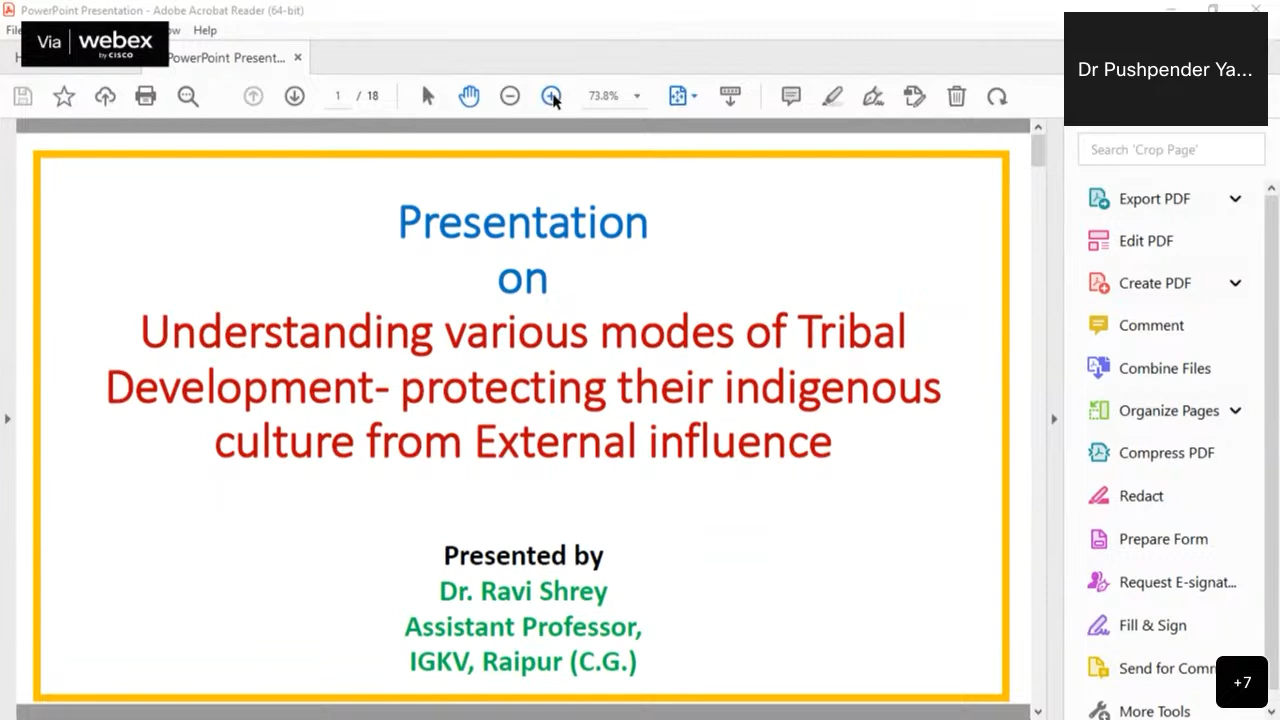 PowerPoint Presentation - Adobe Acrobat Reader (64-bit)
Help
Via webex
by CISCO
PowerPoint Present...
1 / 18
73.8%
Dr Pushpender Ya...
Search 'Crop Page'
Export PDF
Edit PDF
Create PDF
Comment
Combine Files
Organize Pages
Compress PDF
Redact
Prepare Form
Request E-signat...
Fill & Sign
Send for Comm
More Tools
+7
Presentation
on
Understanding various modes of Tribal
Development- protecting their indigenous
culture from External influence
Presented by
Dr. Ravi Shrey
Assistant Professor,
IGKV, Raipur (C.G.)